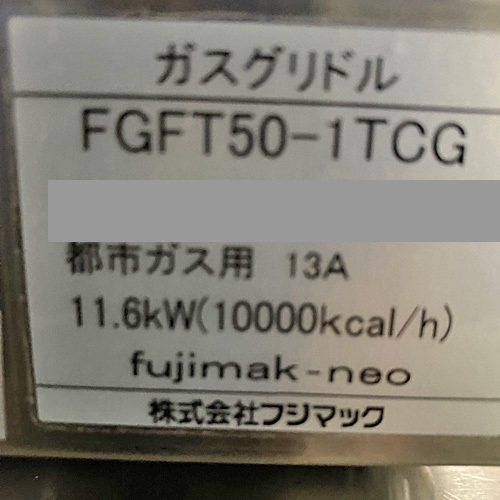 ガスグリドル
FGFT50-1TCG
都市ガス用 13A
11.6kW(10000kcal/h)
fujimak-neo
株式会社フジマック